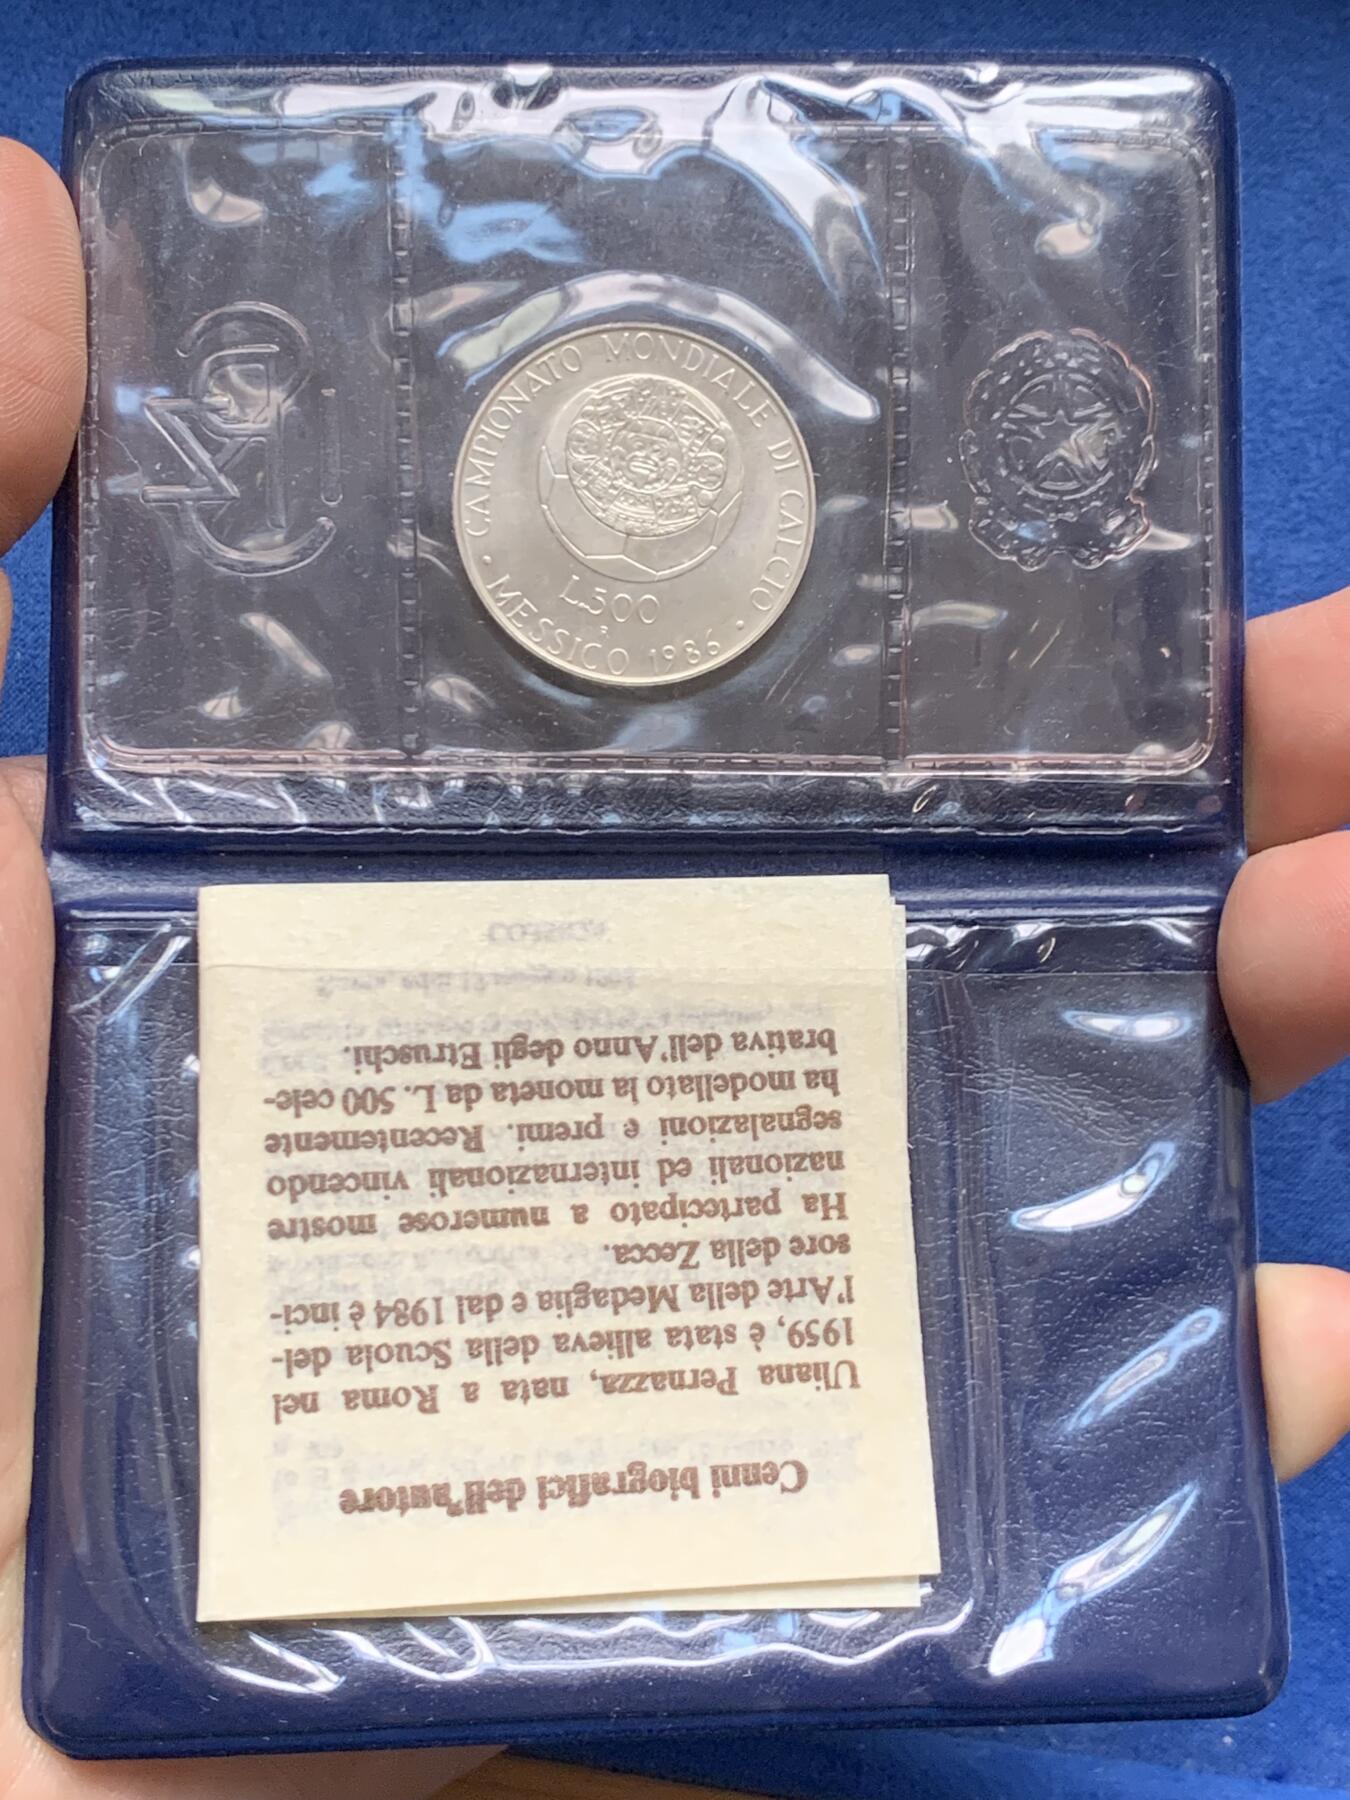 CAMPIONATO MONDIALE DI CALCIO
L.500
R
• MESSICO 1986 •
Cenni biografici dell'autore
Uliana Pernazza, nata a Roma nel
1959, è stata allieva della Scuola del-
l'Arte della Medaglia e dal 1984 è inci-
sore della Zecca.
Ha partecipato a numerose mostre
nazionali ed internazionali vincendo
segnalazioni e premi. Recentemente
ha modellato la moneta da L. 500 cele-
brativa dell'Anno degli Etruschi.